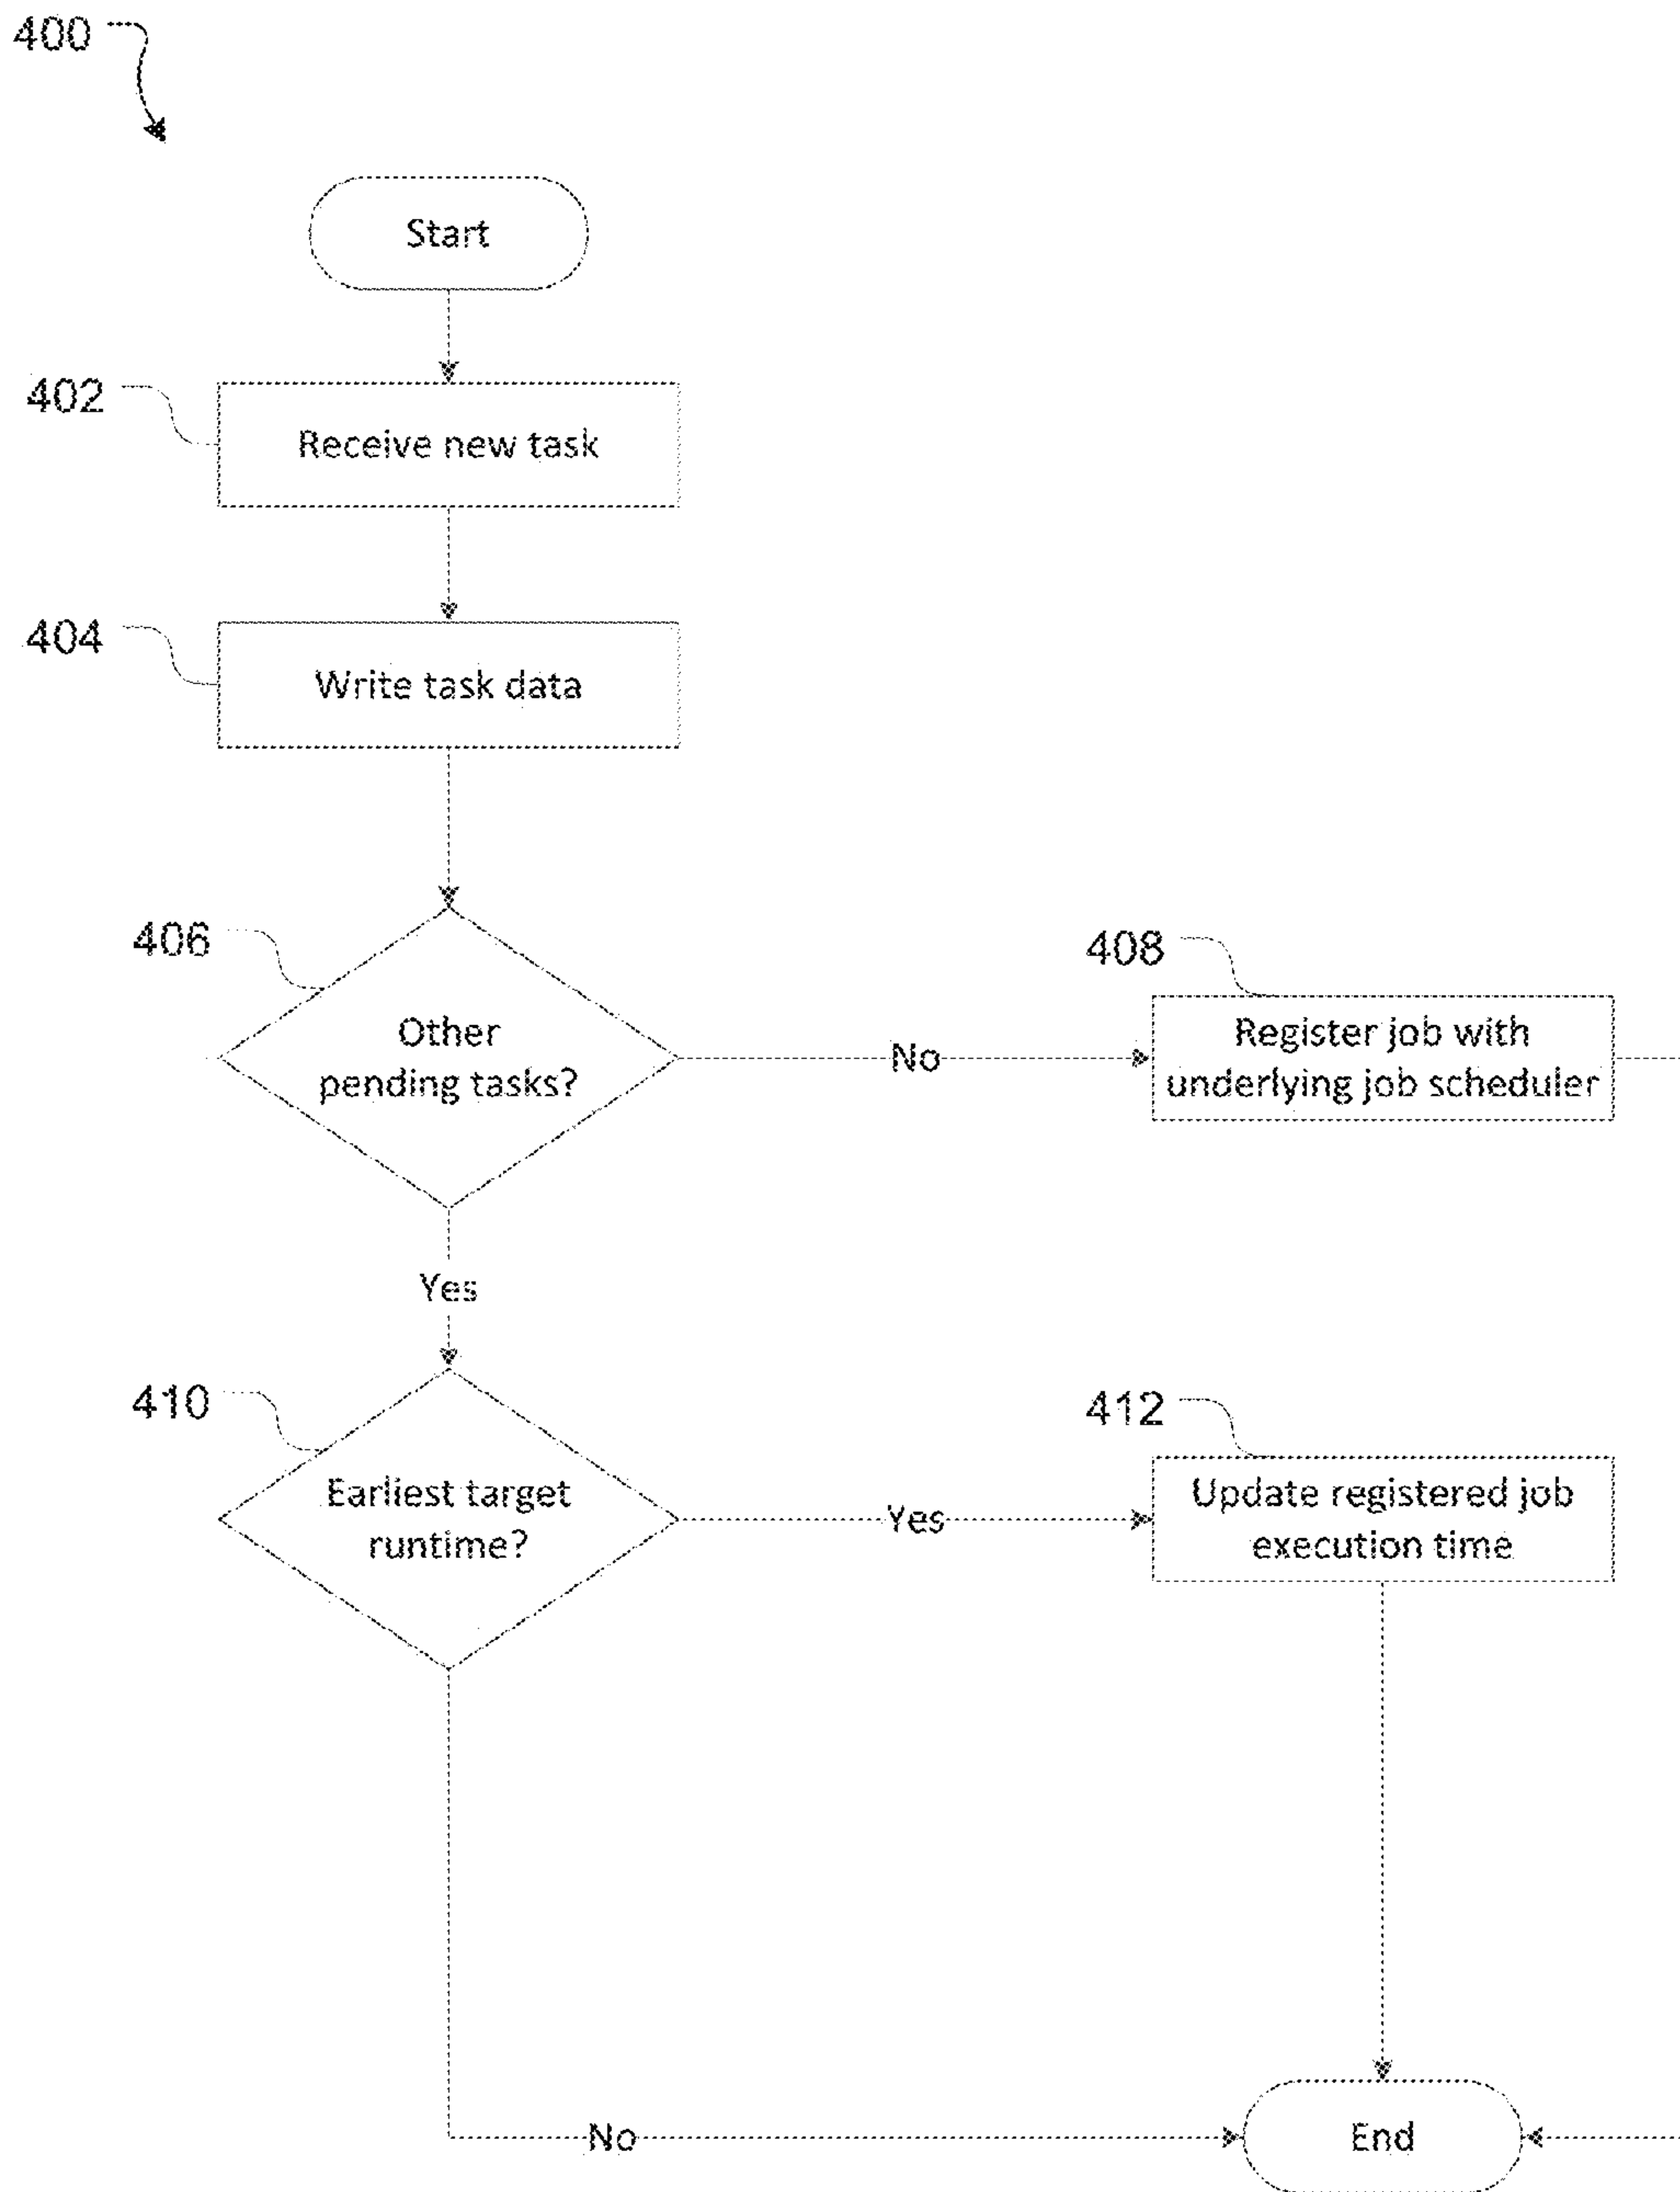 400
Start
402
Receive new task
404
Write task data
406
Other
pending tasks?
No
408
Register job with
underlying job scheduler
Yes
410
Earliest target
runtime?
Yes
412
Update registered job
execution time
No
End